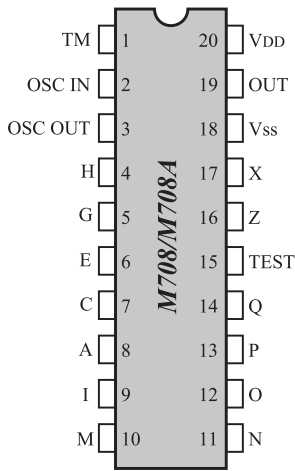 TM 1 20 VDD
OSC IN 2 19 OUT
OSC OUT 3 18 Vss
H 4 17 X
G 5 16 Z
E 6 15 TEST
C 7 14 Q
A 8 13 P
I 9 12 O
M 10 11 N
M708/M708A